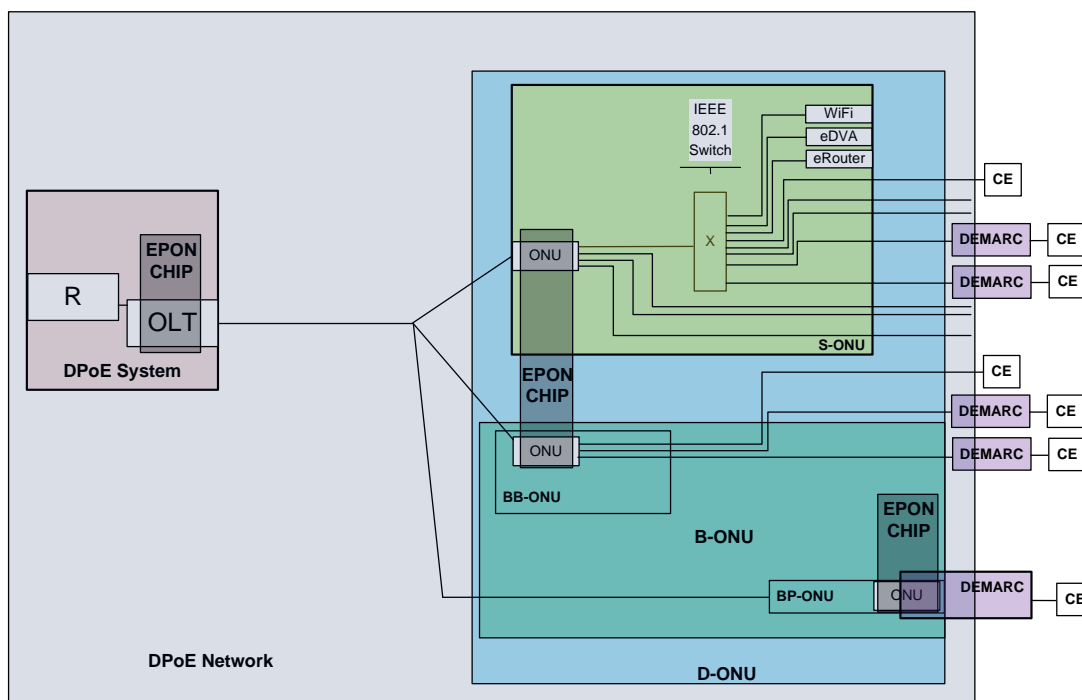 IEEE
802.1
Switch
WiFi
eDVA
eRouter
CE
EPON
CHIP
R
OLT
DPoE System
ONU
X
DEMARC
CE
DEMARC
CE
S-ONU
EPON
CHIP
CE
DEMARC
CE
ONU
DEMARC
CE
BB-ONU
EPON
CHIP
B-ONU
BP-ONU
ONU
DEMARC
CE
DPoE Network
D-ONU